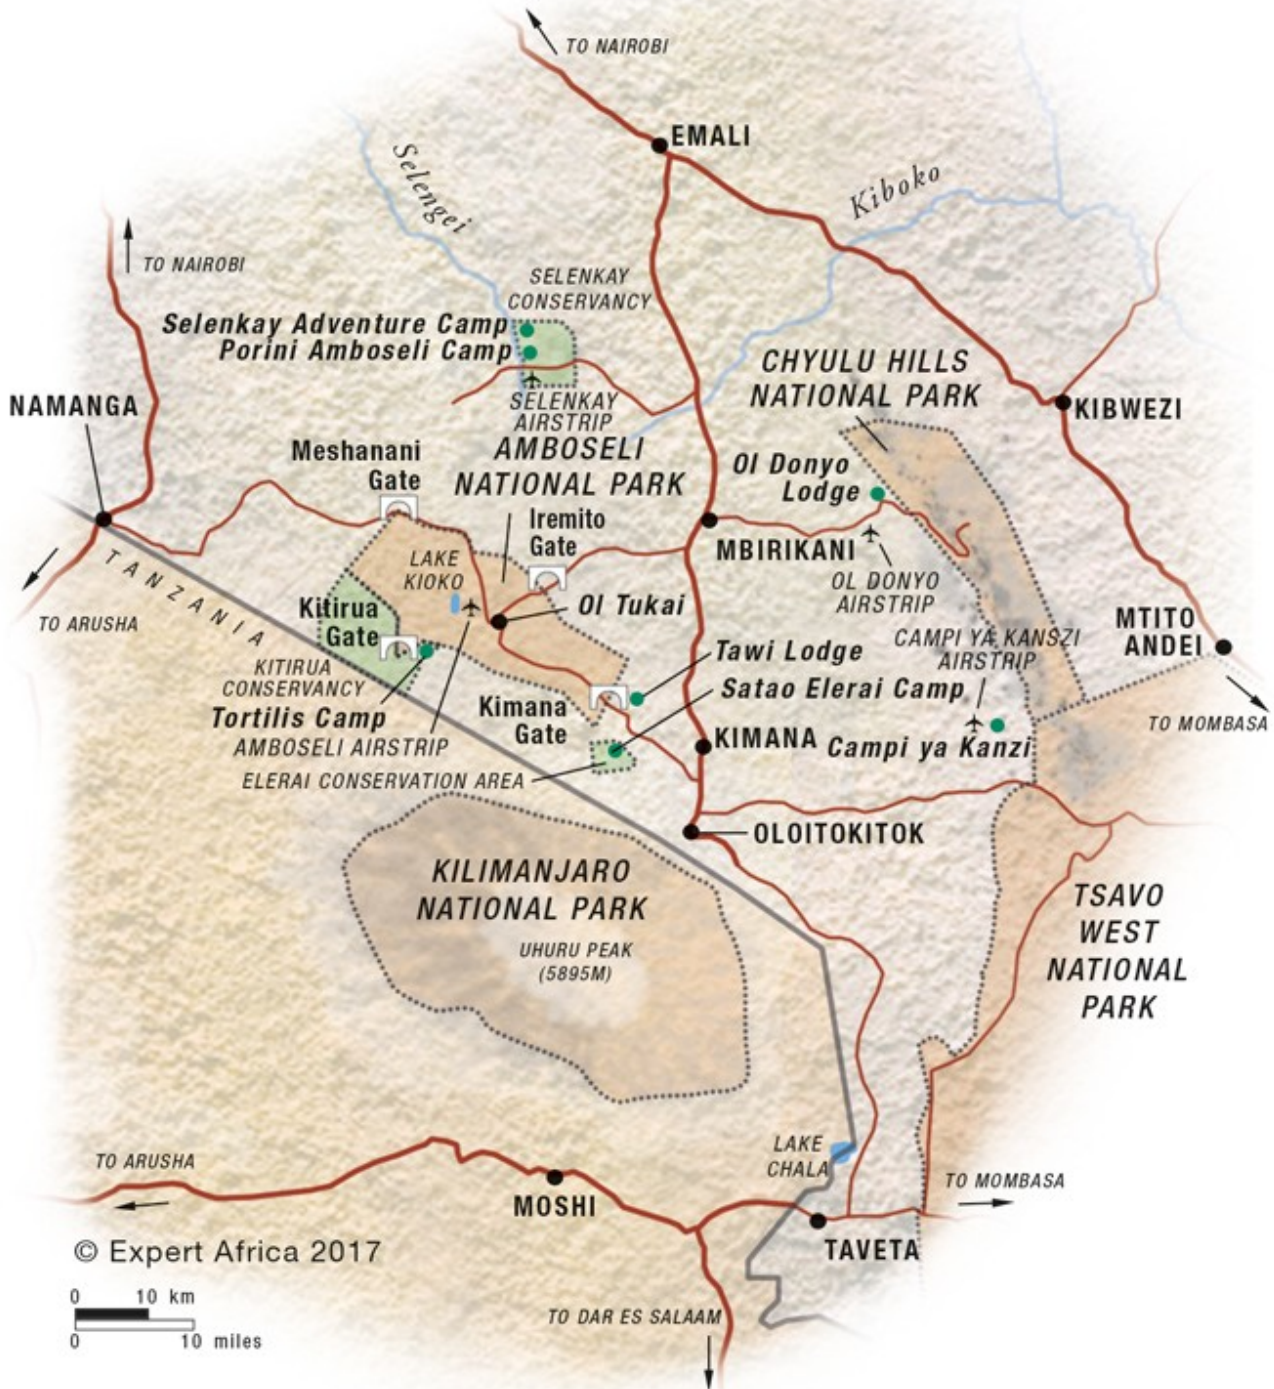 TO NAIROBI
EMALI
Selengei
Kiboko
TO NAIROBI
SELENKAY
CONSERVANCY
Selenkay Adventure Camp
Porini Amboseli Camp
CHYULU HILLS
NATIONAL PARK
NAMANGA
SELENKAY
AIRSTRIP
KIBWEZI
Meshanani
Gate
AMBOSELI
NATIONAL PARK
Ol Donyo
Lodge
Iremito
Gate
MBIRIKANI
LAKE
KIOKO
OL DONYO
AIRSTRIP
TANZANIA
Kitirua
Gate
Ol Tukai
TO ARUSHA
MTITO
ANDEI
CAMPI YA KANSZI
AIRSTRIP
Tawi Lodge
KITIRUA
CONSERVANCY
Satao Elerai Camp
Tortilis Camp
Kimana
Gate
TO MOMBASA
AMBOSELI AIRSTRIP
KIMANA
Campi ya Kanzi
ELERAI CONSERVATION AREA
OLOITOKITOK
KILIMANJARO
NATIONAL PARK
UHURU PEAK
(5895M)
TSAVO
WEST
NATIONAL
PARK
LAKE
CHALA
TO ARUSHA
TO MOMBASA
MOSHI
TAVETA
© Expert Africa 2017
0 10 km
0 10 miles
TO DAR ES SALAAM